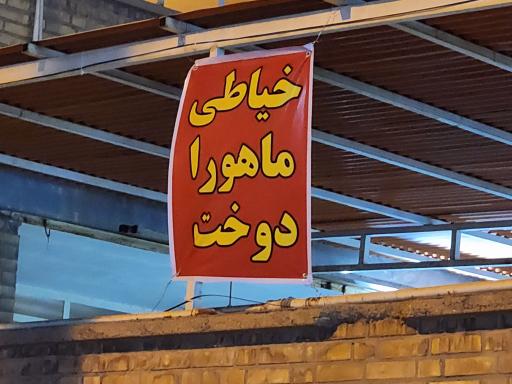 خیاطی
ماهورا
دوخت